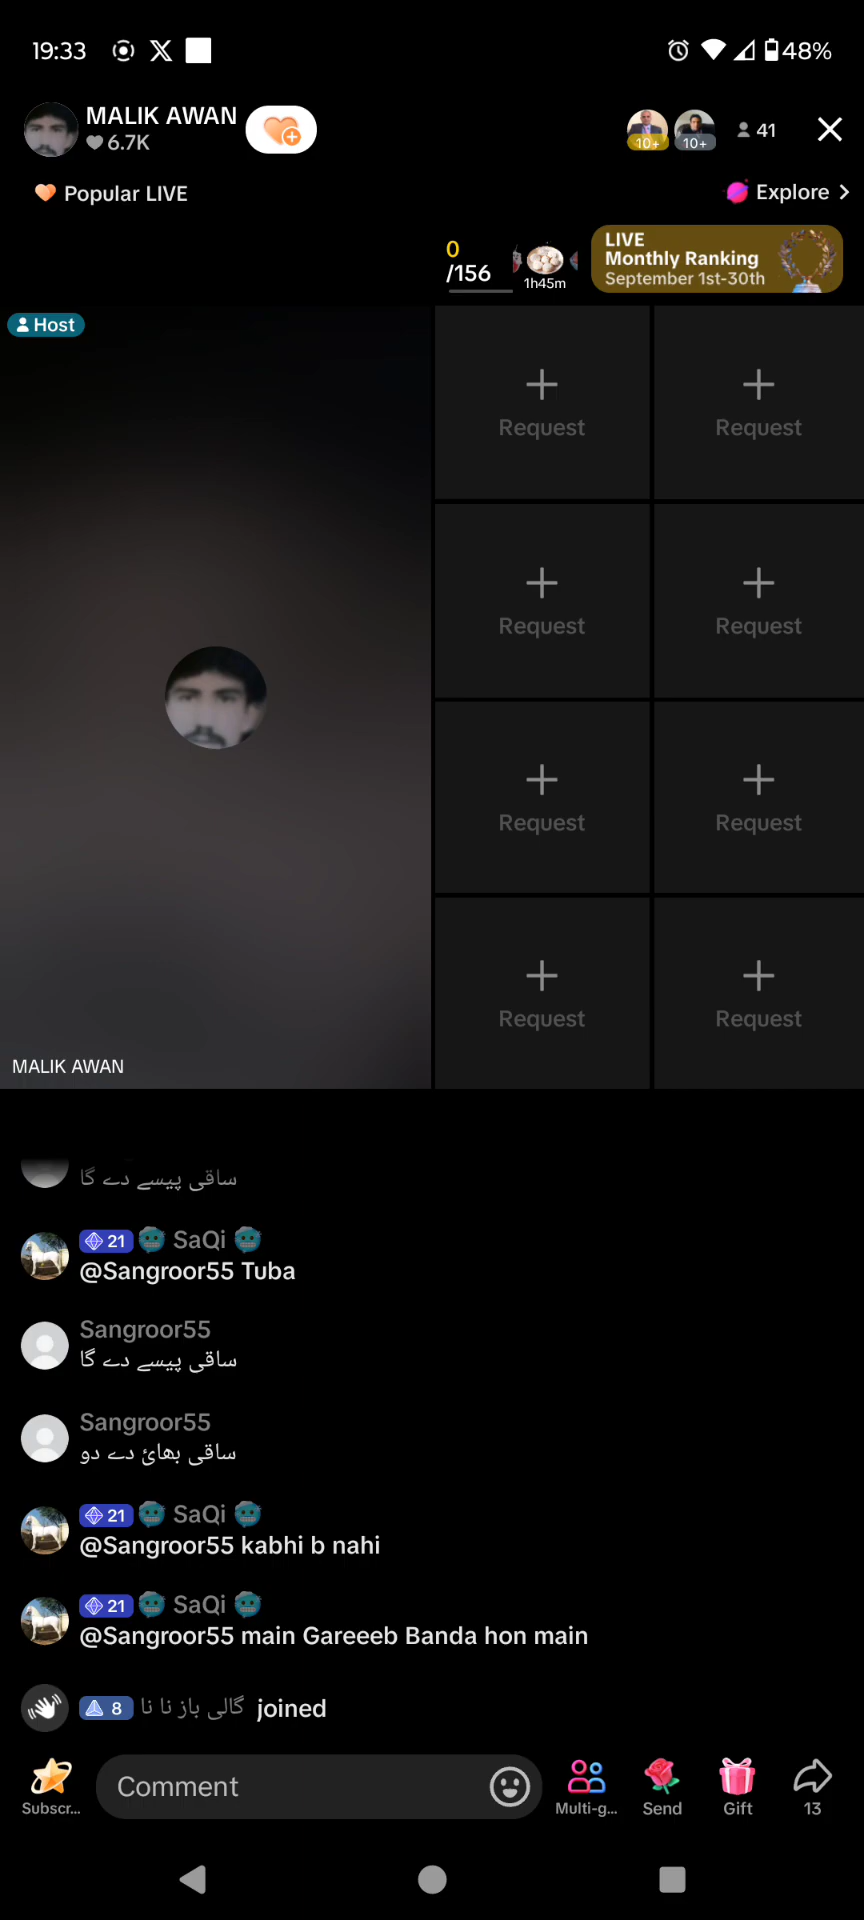 19:33
48%
MALIK AWAN
6.7K
10+
10+
41
Popular LIVE
Explore
0
/156
1h45m
LIVE
Monthly Ranking
September 1st-30th
Host
Request
Request
Request
Request
Request
Request
Request
Request
MALIK AWAN
ساقی پیسے دے گا
21 SaQi
@Sangroor55 Tuba
Sangroor55
ساقی پیسے دے گا
Sangroor55
ساقی بھائ دے دو
21 SaQi
@Sangroor55 kabhi b nahi
21 SaQi
@Sangroor55 main Gareeeb Banda hon main
8 گالی باز نا نا joined
Comment
Subscr...
Multi-g...
Send
Gift
13